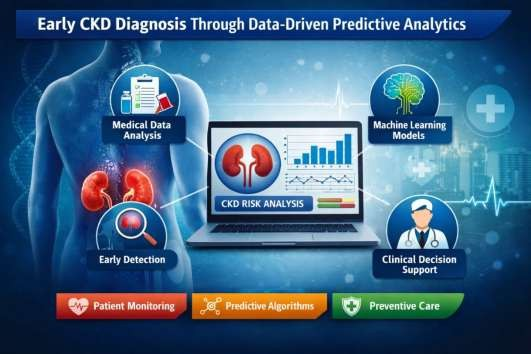 Early CKD Diagnosis Through Data-Driven Predictive Analytics
Medical Data
Analysis
Machine Learning
Models
CKD RISK ANALYSIS
Early Detection
Clinical Decision
Support
Patient Monitoring
Predictive Algorithms
Preventive Care